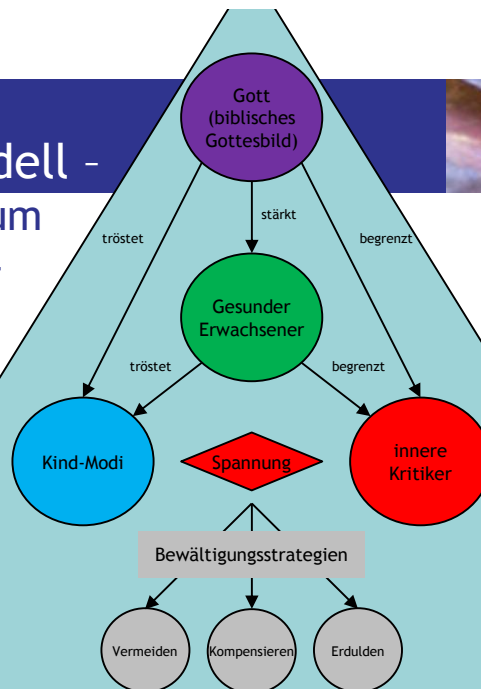 Gott
(biblisches
Gottesbild)
dell -
um
tröstet
stärkt
begrenzt
Gesunder
Erwachsener
tröstet
begrenzt
Kind-Modi
Spannung
innere
Kritiker
Bewältigungsstrategien
Vermeiden
Kompensieren
Erdulden